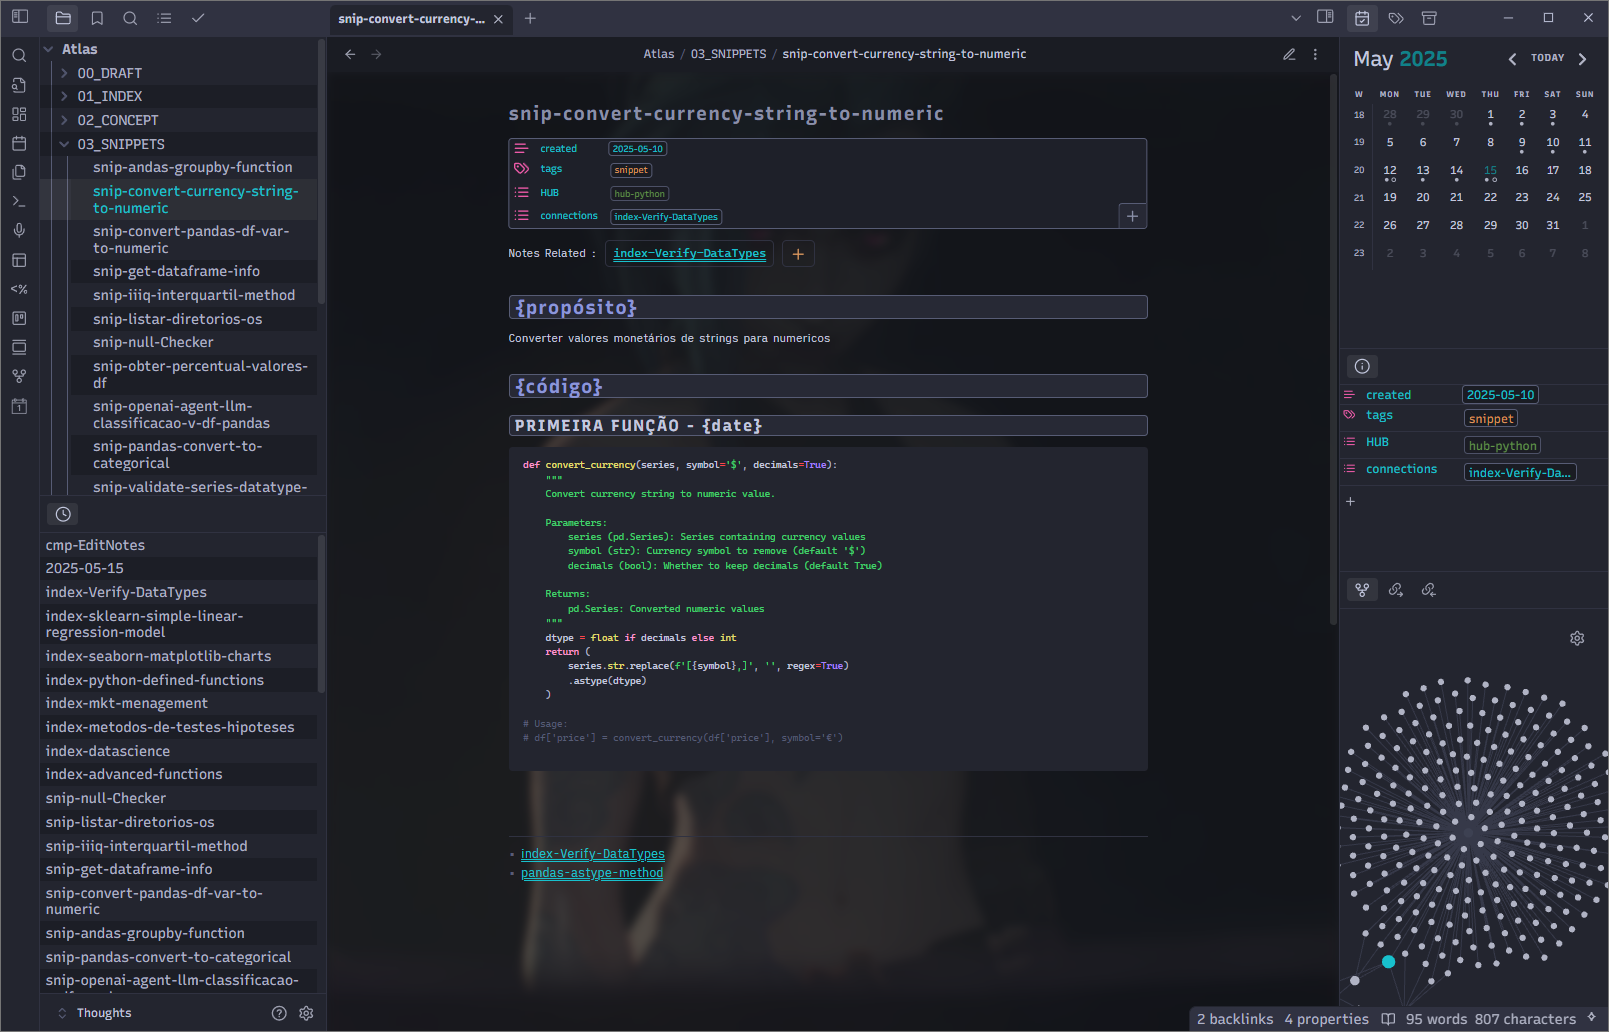 snip-convert-currency-...
Atlas
00_DRAFT
01_INDEX
02_CONCEPT
03_SNIPPETS
snip-andas-groupby-function
snip-convert-currency-string-
to-numeric
snip-convert-pandas-df-var-
to-numeric
snip-get-dataframe-info
snip-iiiq-interquartil-method
snip-listar-diretorios-os
snip-null-Checker
snip-obter-percentual-valores-
df
snip-openai-agent-llm-
classificacao-v-df-pandas
snip-pandas-convert-to-
categorical
snip-validate-series-datatype-
cmp-EditNotes
2025-05-15
index-Verify-DataTypes
index-sklearn-simple-linear-
regression-model
index-seaborn-matplotlib-charts
index-python-defined-functions
index-mkt-menagement
index-metodos-de-testes-hipoteses
index-datascience
index-advanced-functions
snip-null-Checker
snip-listar-diretorios-os
snip-iiiq-interquartil-method
snip-get-dataframe-info
snip-convert-pandas-df-var-to-
numeric
snip-andas-groupby-function
snip-pandas-convert-to-categorical
snip-openai-agent-llm-classificacao-
Thoughts
Atlas / 03_SNIPPETS / snip-convert-currency-string-to-numeric
snip-convert-currency-string-to-numeric
created 2025-05-10
tags snippet
HUB hub-python
connections index-Verify-DataTypes
Notes Related : index-Verify-DataTypes +
{propósito}
Converter valores monetários de strings para numericos
{código}
PRIMEIRA FUNÇÃO - {date}
def convert_currency(series, symbol='$', decimals=True):
"""
Convert currency string to numeric value.
Parameters:
series (pd.Series): Series containing currency values
symbol (str): Currency symbol to remove (default '$')
decimals (bool): Whether to keep decimals (default True)
Returns:
pd.Series: Converted numeric values
"""
dtype = float if decimals else int
return (
series.str.replace(f'[{symbol},]', '', regex=True)
.astype(dtype)
)
# Usage:
# df['price'] = convert_currency(df['price'], symbol='€')
index-Verify-DataTypes
pandas-astype-method
May 2025
TODAY
W MON TUE WED THU FRI SAT SUN
18 28 29 30 1 2 3 4
19 5 6 7 8 9 10 11
20 12 13 14 15 16 17 18
21 19 20 21 22 23 24 25
22 26 27 28 29 30 31 1
23 2 3 4 5 6 7 8
created 2025-05-10
tags snippet
HUB hub-python
connections index-Verify-Da...
2 backlinks 4 properties 95 words 807 characters